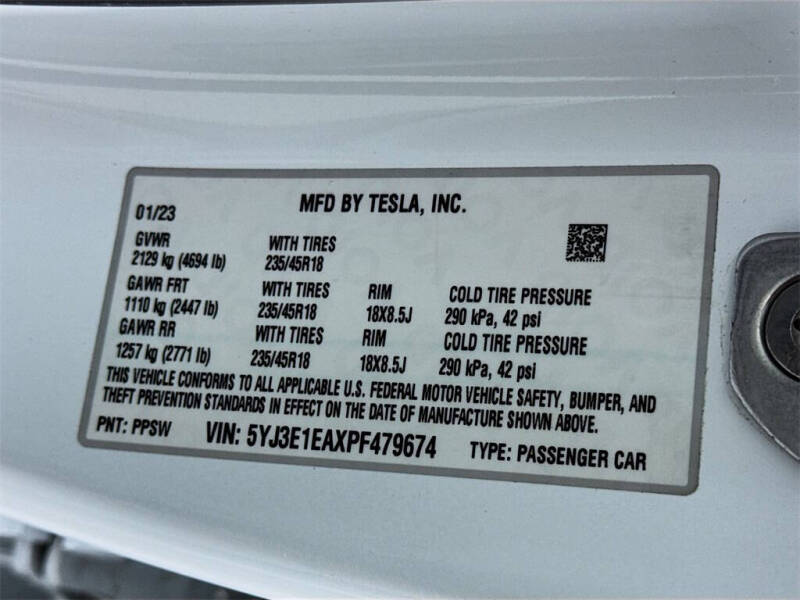 01/23 MFD BY TESLA, INC.
GVWR WITH TIRES
2129 kg (4694 lb) 235/45R18
GAWR FRT WITH TIRES RIM COLD TIRE PRESSURE
1110 kg (2447 lb) 235/45R18 18X8.5J 290 kPa, 42 psi
GAWR RR WITH TIRES RIM COLD TIRE PRESSURE
1257 kg (2771 lb) 235/45R18 18X8.5J 290 kPa, 42 psi
THIS VEHICLE CONFORMS TO ALL APPLICABLE U.S. FEDERAL MOTOR VEHICLE SAFETY, BUMPER, AND
THEFT PREVENTION STANDARDS IN EFFECT ON THE DATE OF MANUFACTURE SHOWN ABOVE.
PNT: PPSW VIN: 5YJ3E1EAXPF479674 TYPE: PASSENGER CAR